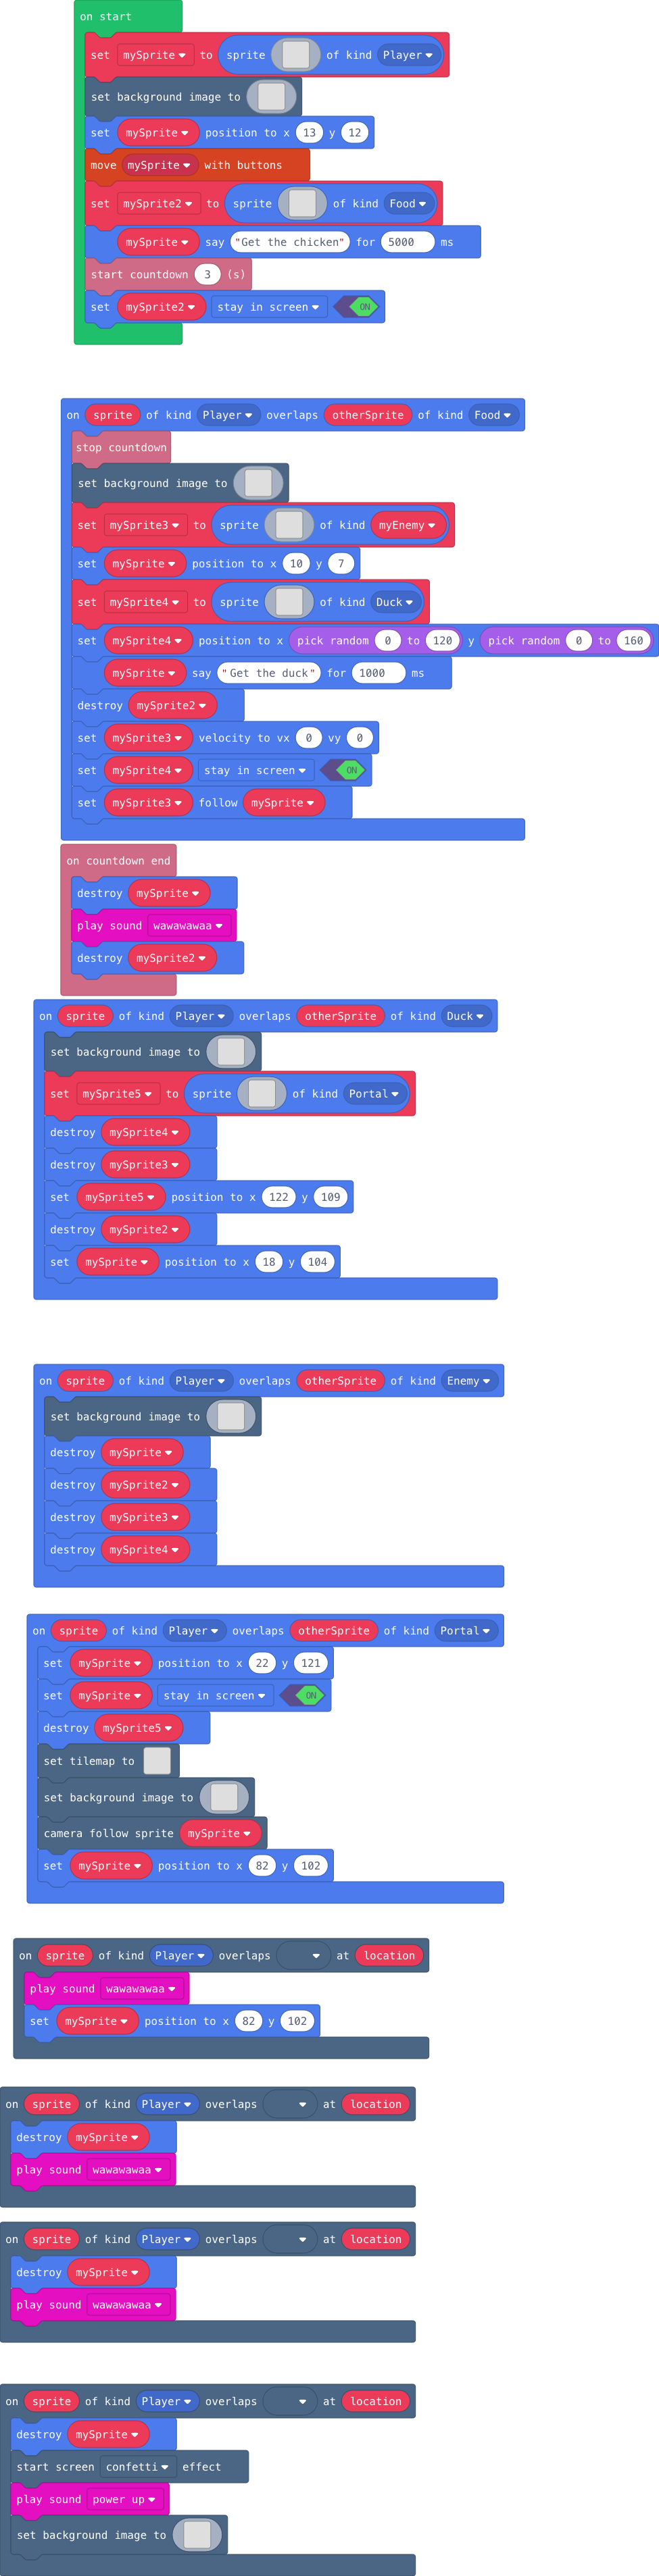 on start
set mySprite to sprite of kind Player
set background image to
set mySprite position to x 13 y 12
move mySprite with buttons
set mySprite2 to sprite of kind Food
mySprite say "Get the chicken" for 5000 ms
start countdown 3 (s)
set mySprite2 stay in screen ON
on sprite of kind Player overlaps otherSprite of kind Food
stop countdown
set background image to
set mySprite3 to sprite of kind myEnemy
set mySprite position to x 10 y 7
set mySprite4 to sprite of kind Duck
set mySprite4 position to x pick random 0 to 120 y pick random 0 to 160
mySprite say "Get the duck" for 1000 ms
destroy mySprite2
set mySprite3 velocity to vx 0 vy 0
set mySprite4 stay in screen ON
set mySprite3 follow mySprite
on countdown end
destroy mySprite
play sound wawawawaa
destroy mySprite2
on sprite of kind Player overlaps otherSprite of kind Duck
set background image to
set mySprite5 to sprite of kind Portal
destroy mySprite4
destroy mySprite3
set mySprite5 position to x 122 y 109
destroy mySprite2
set mySprite position to x 18 y 104
on sprite of kind Player overlaps otherSprite of kind Enemy
set background image to
destroy mySprite
destroy mySprite2
destroy mySprite3
destroy mySprite4
on sprite of kind Player overlaps otherSprite of kind Portal
set mySprite position to x 22 y 121
set mySprite stay in screen ON
destroy mySprite5
set tilemap to
set background image to
camera follow sprite mySprite
set mySprite position to x 82 y 102
on sprite of kind Player overlaps at location
play sound wawawawaa
set mySprite position to x 82 y 102
on sprite of kind Player overlaps at location
destroy mySprite
play sound wawawawaa
on sprite of kind Player overlaps at location
destroy mySprite
play sound wawawawaa
on sprite of kind Player overlaps at location
destroy mySprite
start screen confetti effect
play sound power up
set background image to